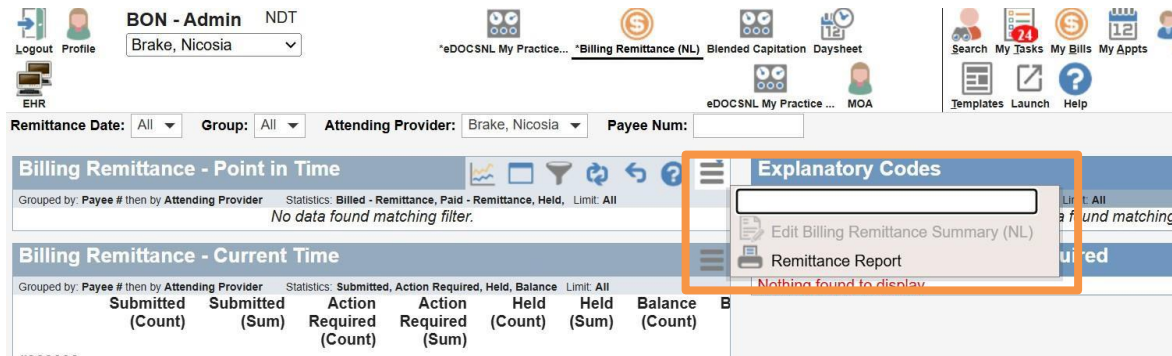 BON - Admin NDT
Brake, Nicosia
Logout Profile
*eDOCSNL My Practice... *Billing Remittance (NL) Blended Capitation Daysheet
12
24
12
Search My Tasks My Bills My Appts
EHR
eDOCSNL My Practice ... MOA
Templates Launch Help
Remittance Date: All Group: All Attending Provider: Brake, Nicosia Payee Num:
Billing Remittance - Point in Time
Explanatory Codes
Grouped by: Payee # then by Attending Provider Statistics: Billed - Remittance, Paid - Remittance, Held, Limit: All
Limit: All
No data found matching filter.
found matching
Edit Billing Remittance Summary (NL)
Billing Remittance - Current Time
Remittance Report
Grouped by: Payee # then by Attending Provider Statistics: Submitted, Action Required, Held, Balance Limit: All
Nothing found to display
Submitted (Count)
Submitted (Sum)
Action Required (Count)
Action Required (Sum)
Held (Count)
Held (Sum)
Balance (Count)
B